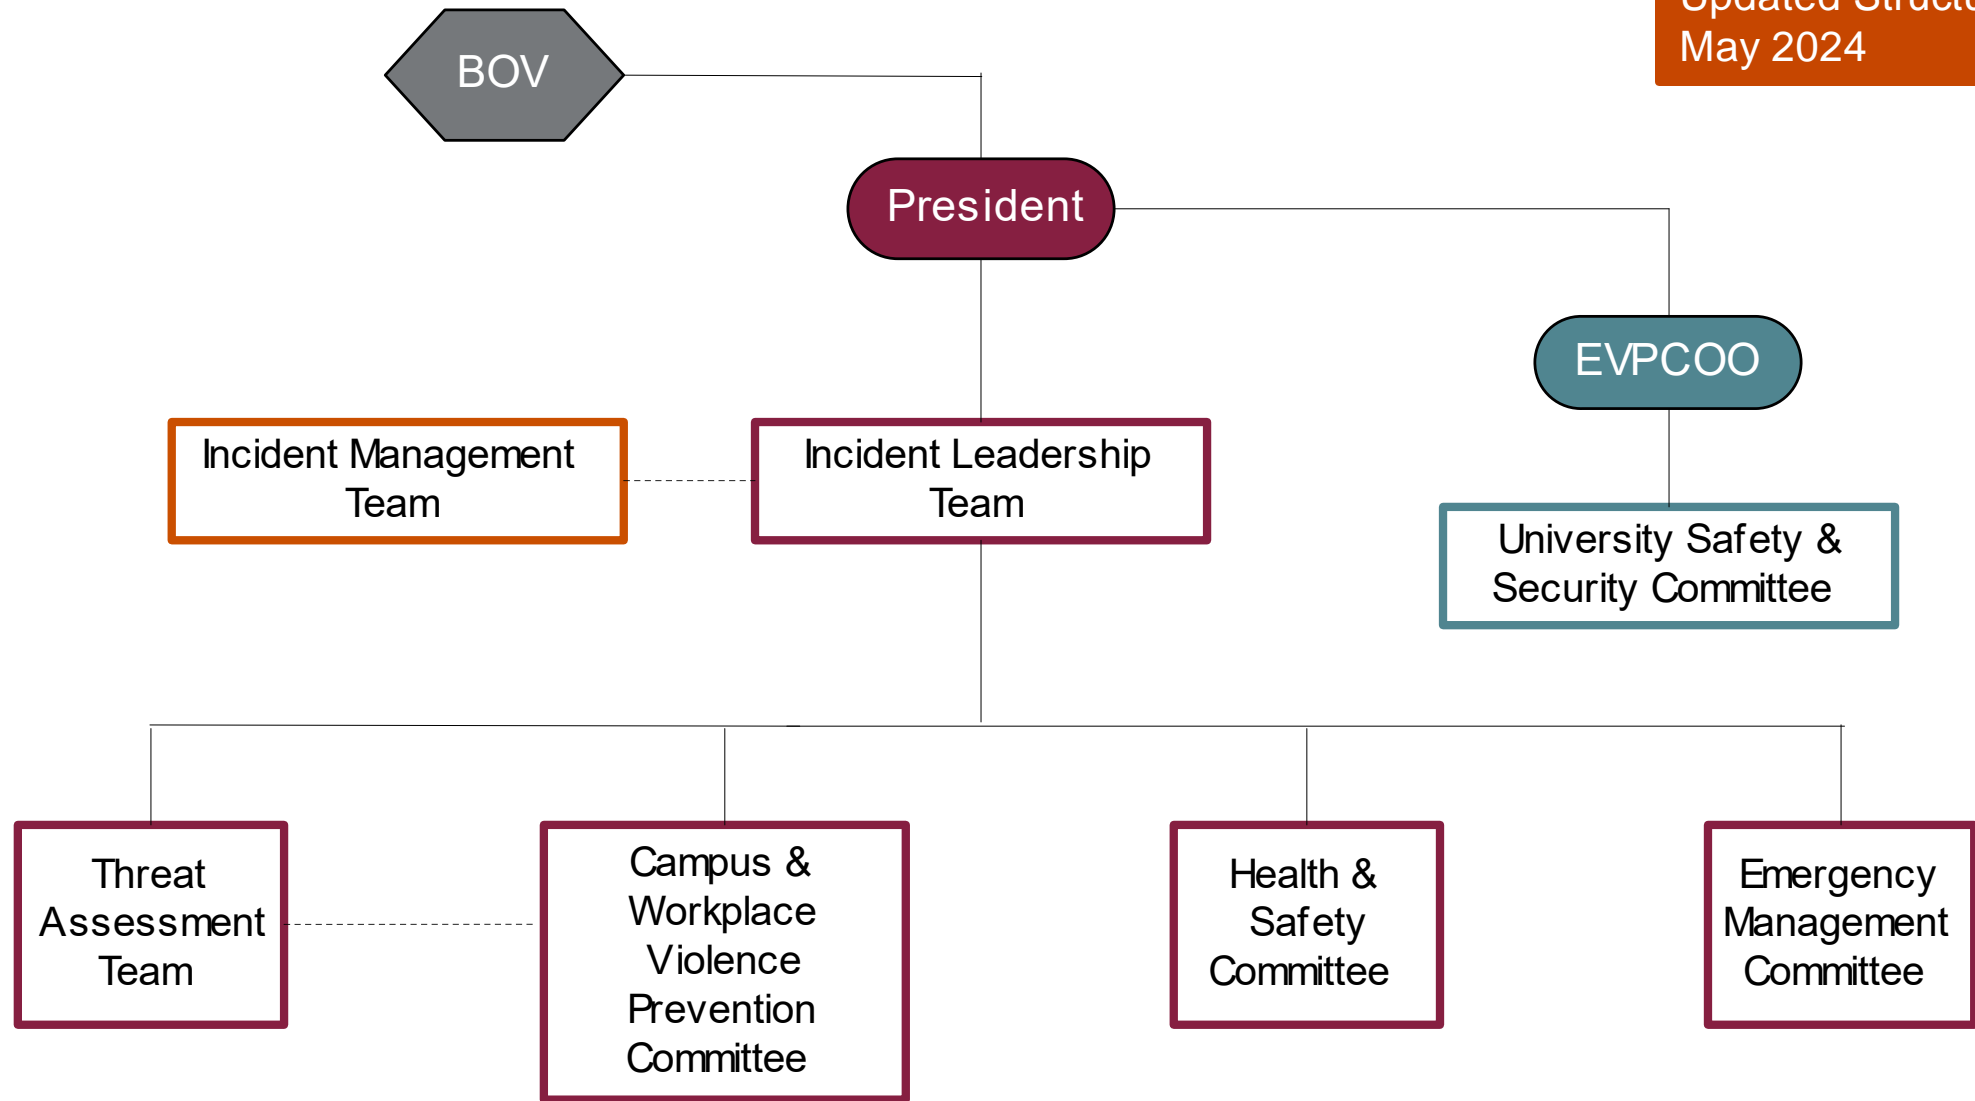 Updated
May 2024
BOV
President
EVPCOO
Incident Management
Team
Incident Leadership
Team
University Safety &
Security Committee
Threat
Assessment
Team
Campus &
Workplace
Violence
Prevention
Committee
Health &
Safety
Committee
Emergency
Management
Committee